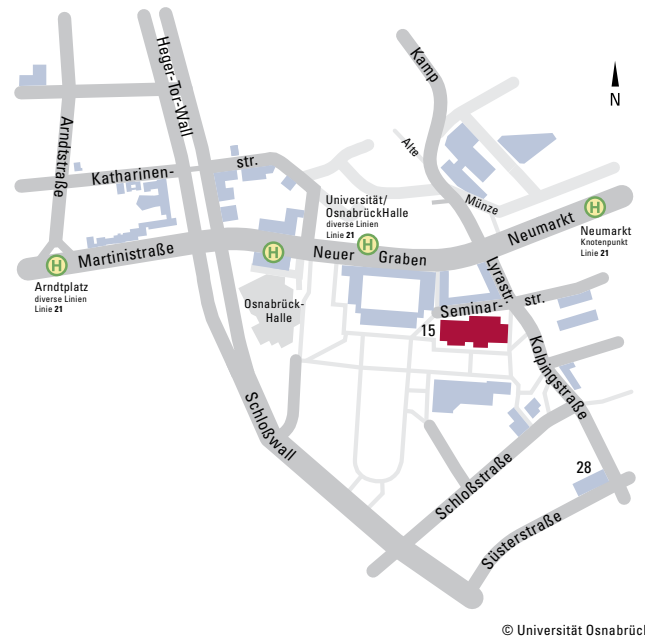 Kamp
Heger-Tor-Wall
N
Arndtstraße
Alte
Münze
Katharinen-
str.
Universität/
OsnabrückHalle
diverse Linien
Linie 21
H
Neumarkt
Neumarkt
Knotenpunkt
Linie 21
H
H
Martinistraße
Neuer
Graben
H
Arndtplatz
diverse Linien
Linie 21
Lyrastr.
Osnabrück-
Halle
Seminar-
str.
15
Kolpingstraße
Schloßwall
Schloßstraße
28
Süsterstraße
© Universität Osnabrück